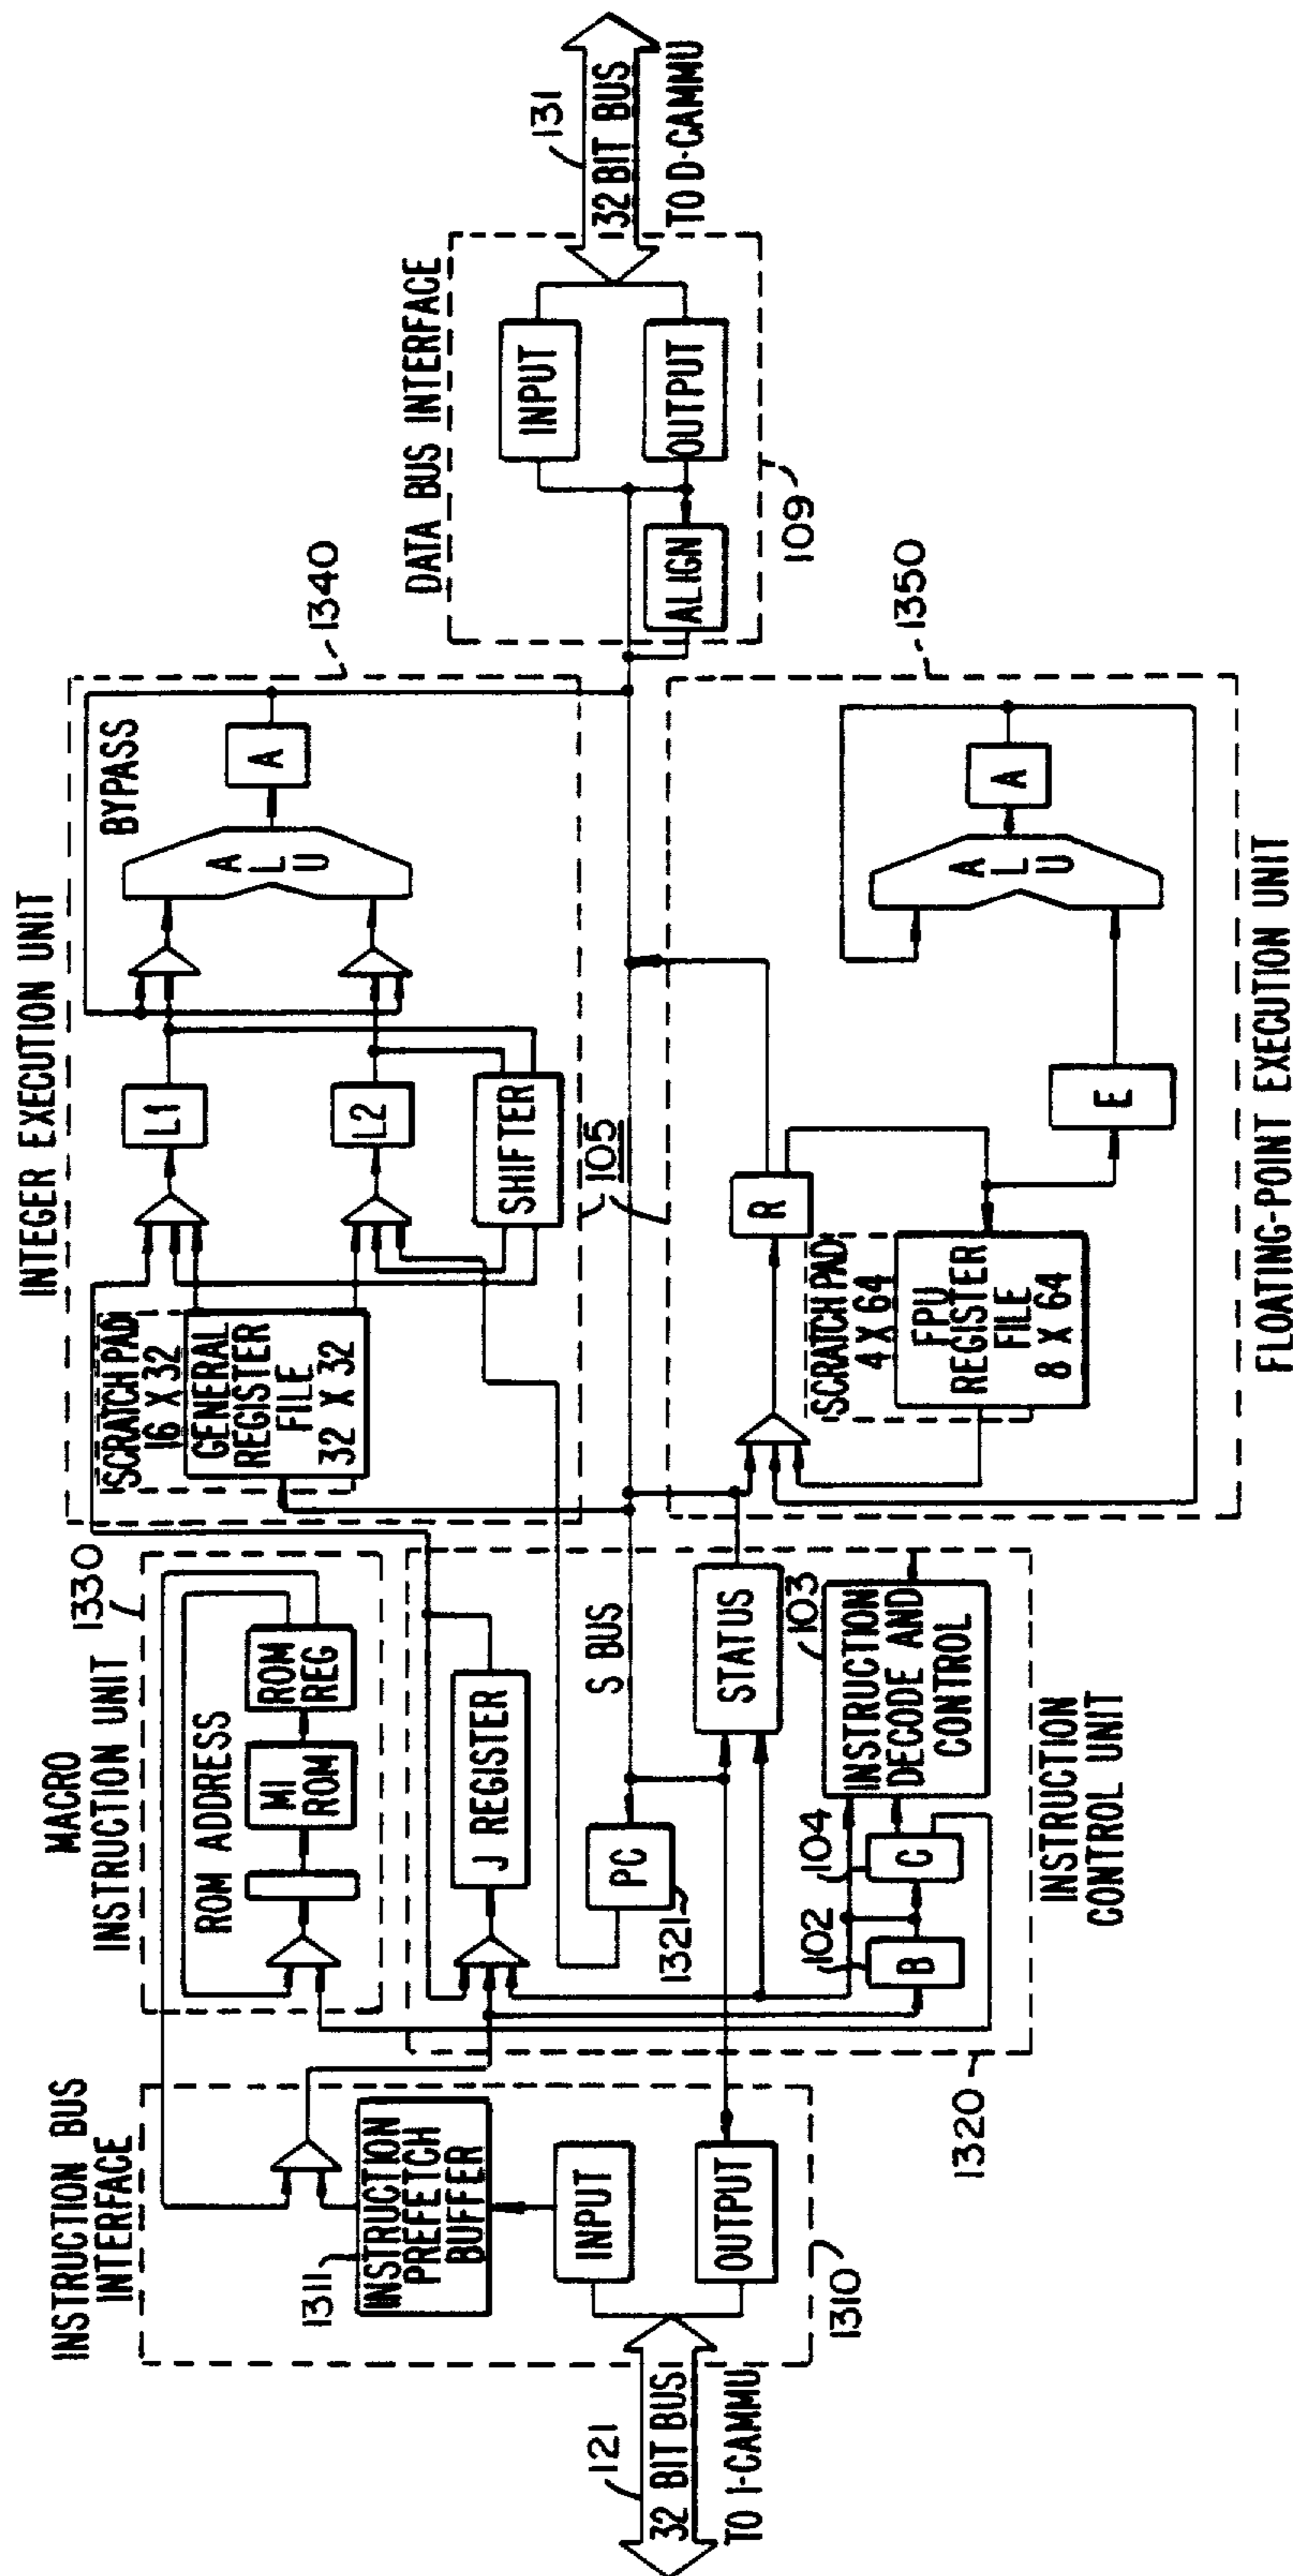 INSTRUCTION BUS
INTERFACE
1311
INSTRUCTION
PREFETCH
BUFFER
INPUT
OUTPUT
1310
121
32 BIT BUS
TO I-CAMMU
MACRO
INSTRUCTION UNIT
1330
ROM ADDRESS
MI
ROM
ROM
REG
J REGISTER
S BUS
PC
1321
STATUS
102
B
104
C
103
INSTRUCTION
DECODE AND
CONTROL
INSTRUCTION
CONTROL UNIT
1320
INTEGER EXECUTION UNIT
1340
SCRATCH PAD
16 X 32
GENERAL
REGISTER
FILE
32 X 32
L1
L2
SHIFTER
BYPASS
ALU
A
105
SCRATCH PAD
4 X 64
FPU
REGISTER
FILE
8 X 64
R
E
ALU
A
1350
FLOATING-POINT EXECUTION UNIT
DATA BUS INTERFACE
INPUT
OUTPUT
ALIGN
109
131
32 BIT BUS
TO D-CAMMU